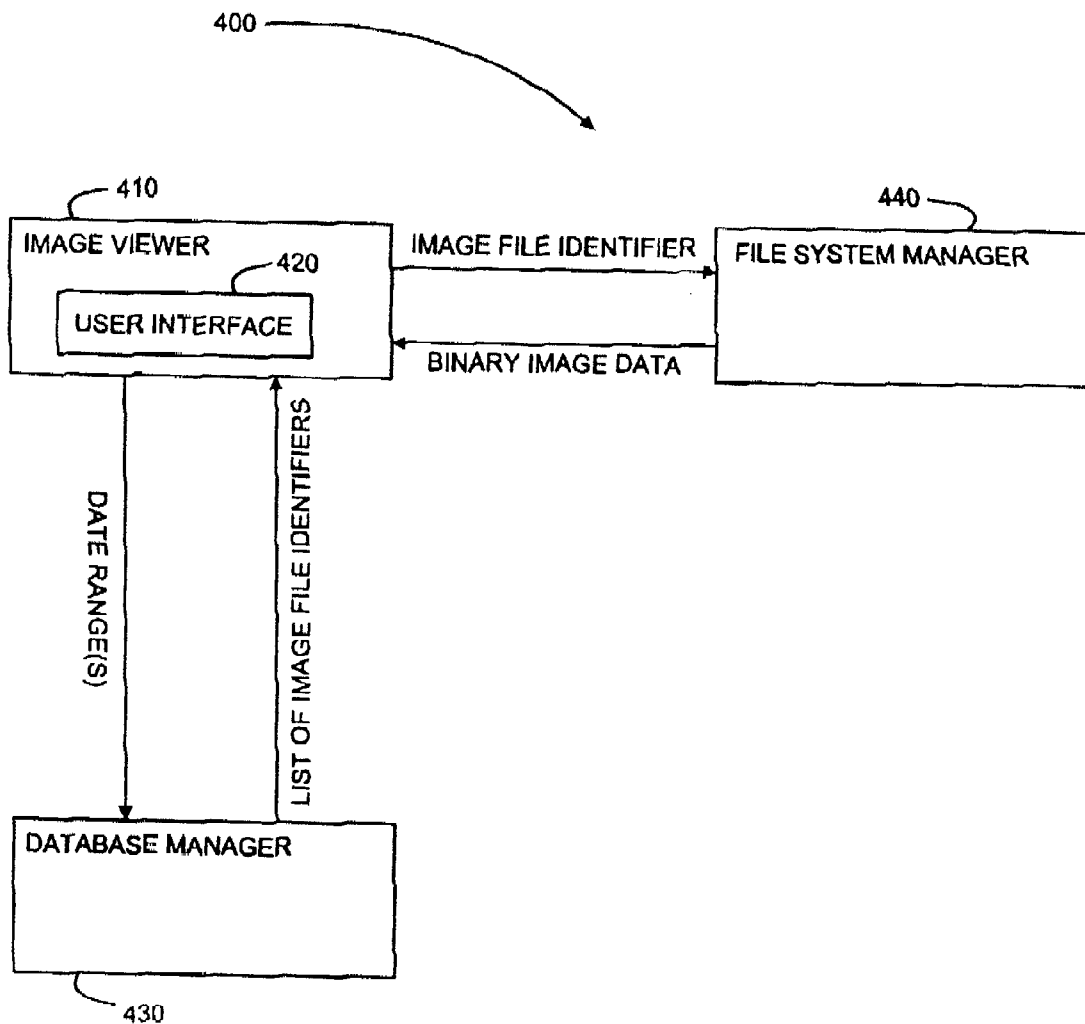 400
410
440
IMAGE VIEWER
420
USER INTERFACE
IMAGE FILE IDENTIFIER
BINARY IMAGE DATA
FILE SYSTEM MANAGER
DATE RANGE(S)
LIST OF IMAGE FILE IDENTIFIERS
DATABASE MANAGER
430